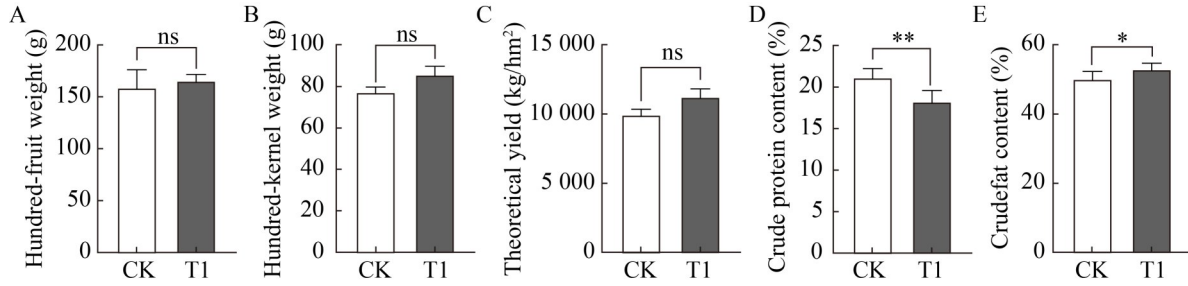 A
Hundred-fruit weight (g)
200
150
100
50
0
ns
CK T1
B
Hundred-kernel weight (g)
100
80
60
40
20
0
ns
CK T1
C
Theoretical yield (kg/hm²)
15 000
10 000
5 000
0
ns
CK T1
D
Crude protein content (%)
25
20
15
10
5
0
**
CK T1
E
Crudefat content (%)
60
40
20
0
*
CK T1